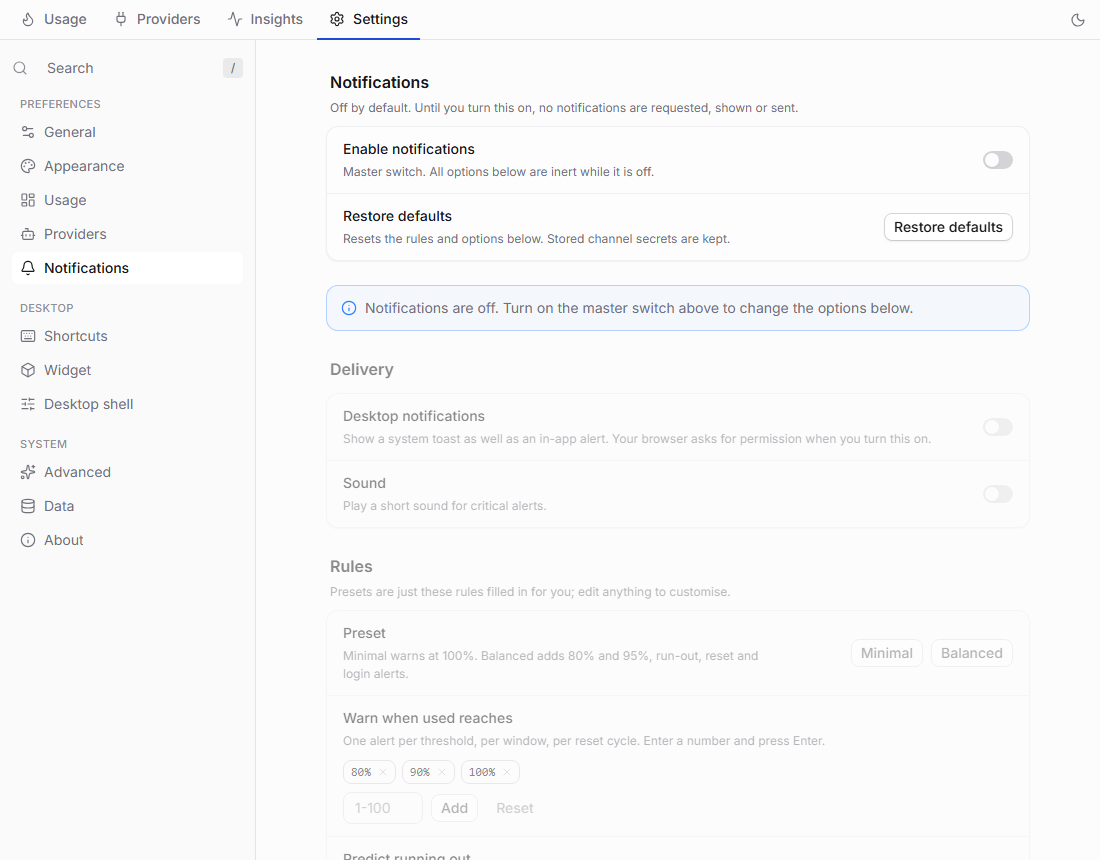 Usage
Providers
Insights
Settings
Search
/
PREFERENCES
General
Appearance
Usage
Providers
Notifications
DESKTOP
Shortcuts
Widget
Desktop shell
SYSTEM
Advanced
Data
About
Notifications
Off by default. Until you turn this on, no notifications are requested, shown or sent.
Enable notifications
Master switch. All options below are inert while it is off.
Restore defaults
Resets the rules and options below. Stored channel secrets are kept.
Restore defaults
Notifications are off. Turn on the master switch above to change the options below.
Delivery
Desktop notifications
Show a system toast as well as an in-app alert. Your browser asks for permission when you turn this on.
Sound
Play a short sound for critical alerts.
Rules
Presets are just these rules filled in for you; edit anything to customise.
Preset
Minimal warns at 100%. Balanced adds 80% and 95%, run-out, reset and
login alerts.
Minimal
Balanced
Warn when used reaches
One alert per threshold, per window, per reset cycle. Enter a number and press Enter.
80%
90%
100%
1-100
Add
Reset
Predict running out